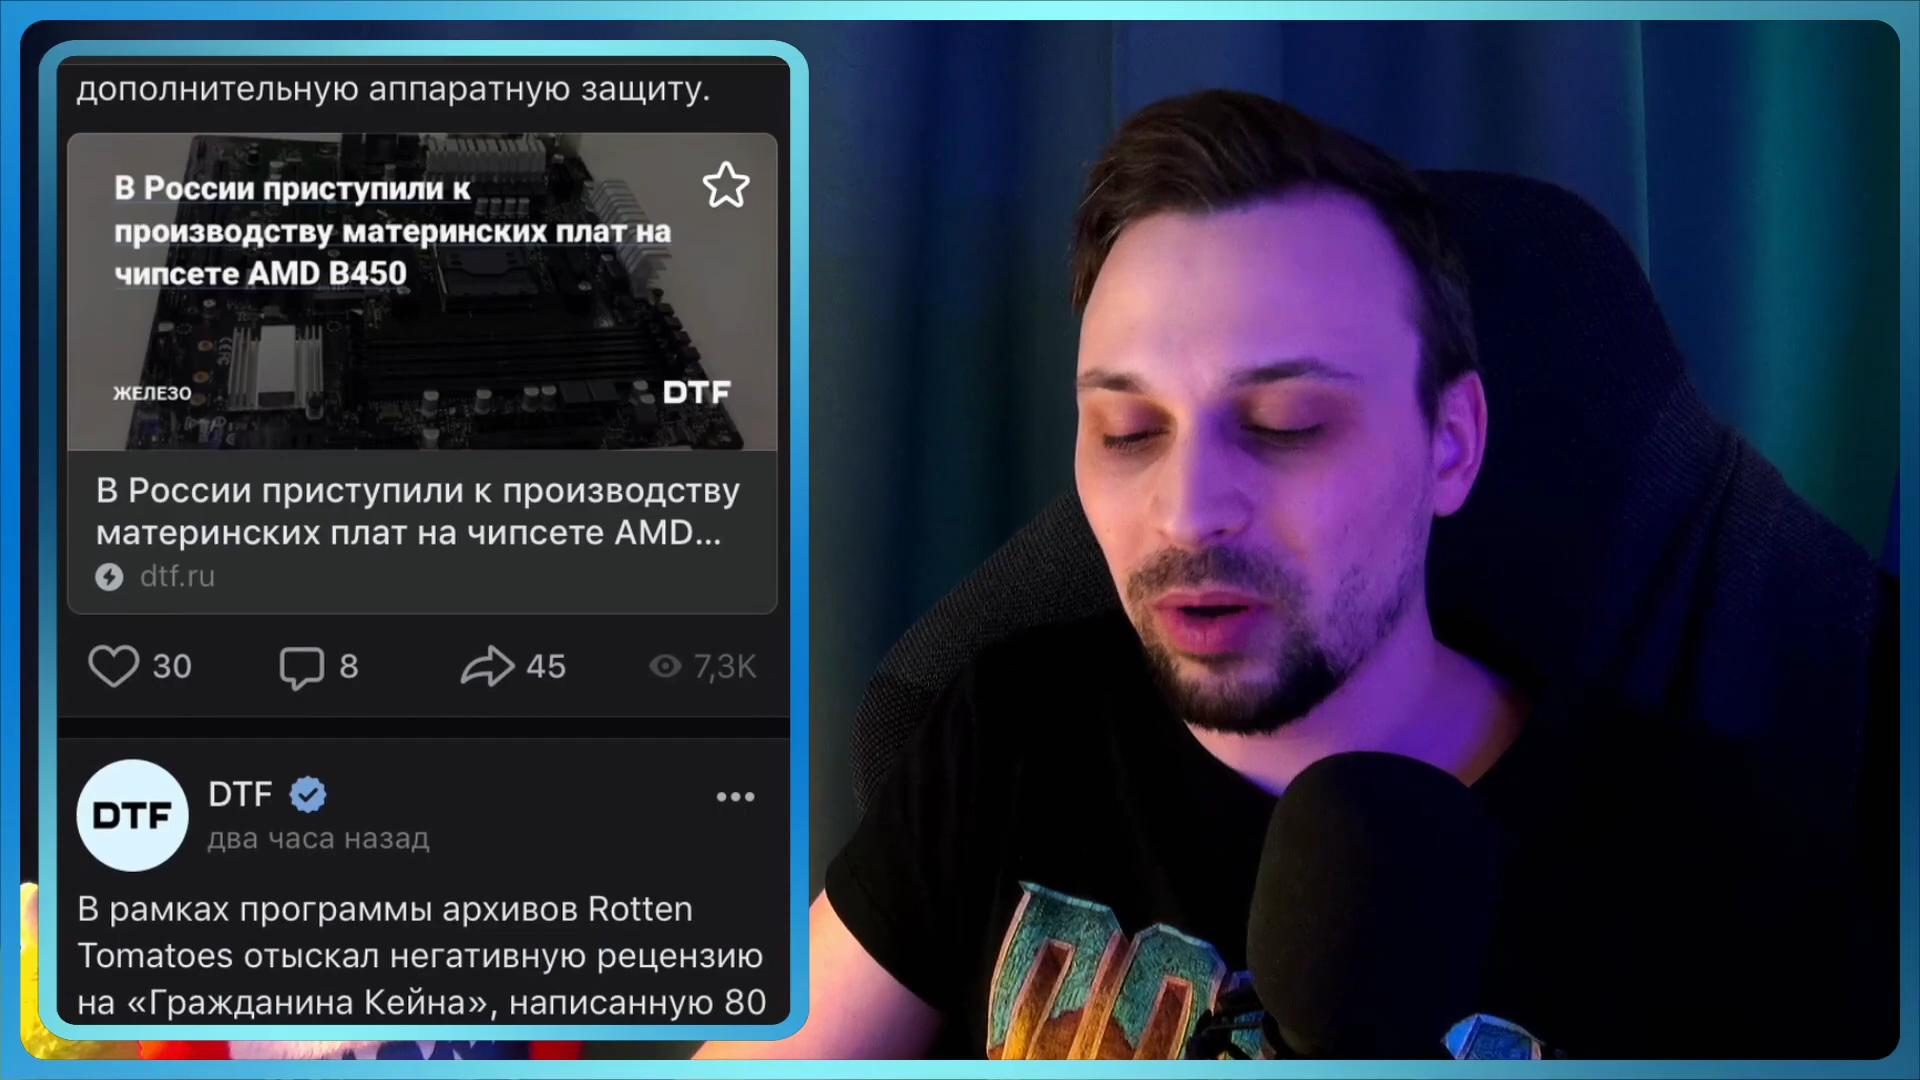 дополнительную аппаратную защиту.
В России приступили к
производству материнских плат на
чипсете AMD B450
ЖЕЛЕЗО
DTF
В России приступили к производству
материнских плат на чипсете AMD...
dtf.ru
30
8
45
7,3K
DTF
DTF
два часа назад
В рамках программы архивов Rotten
Tomatoes отыскал негативную рецензию
на «Гражданина Кейна», написанную 80